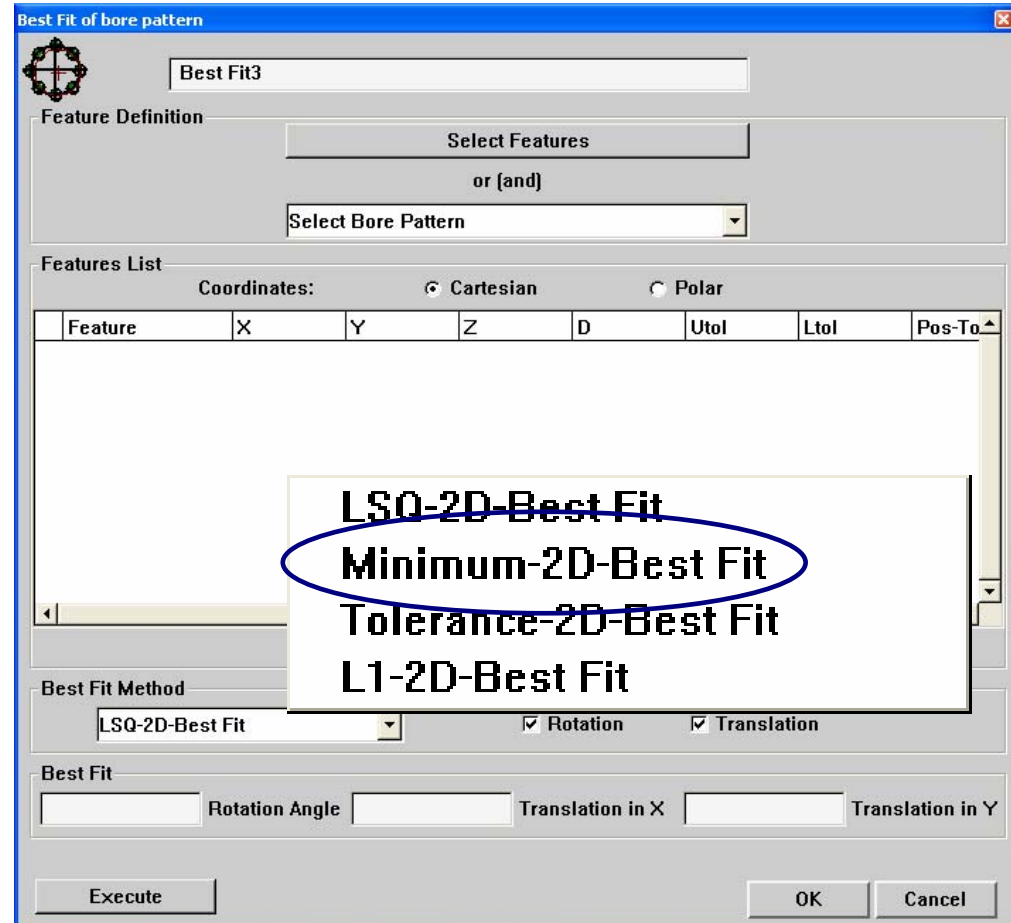 Best Fit of bore pattern
Best Fit3
Feature Definition
Select Features
or (and)
Select Bore Pattern
Features List
Coordinates: Cartesian Polar
Feature X Y Z D Utol Ltol Pos-To
LSQ-2D-Best Fit
Minimum-2D-Best Fit
Tolerance-2D-Best Fit
L1-2D-Best Fit
Best Fit Method
LSQ-2D-Best Fit Rotation Translation
Best Fit
Rotation Angle Translation in X Translation in Y
Execute OK Cancel